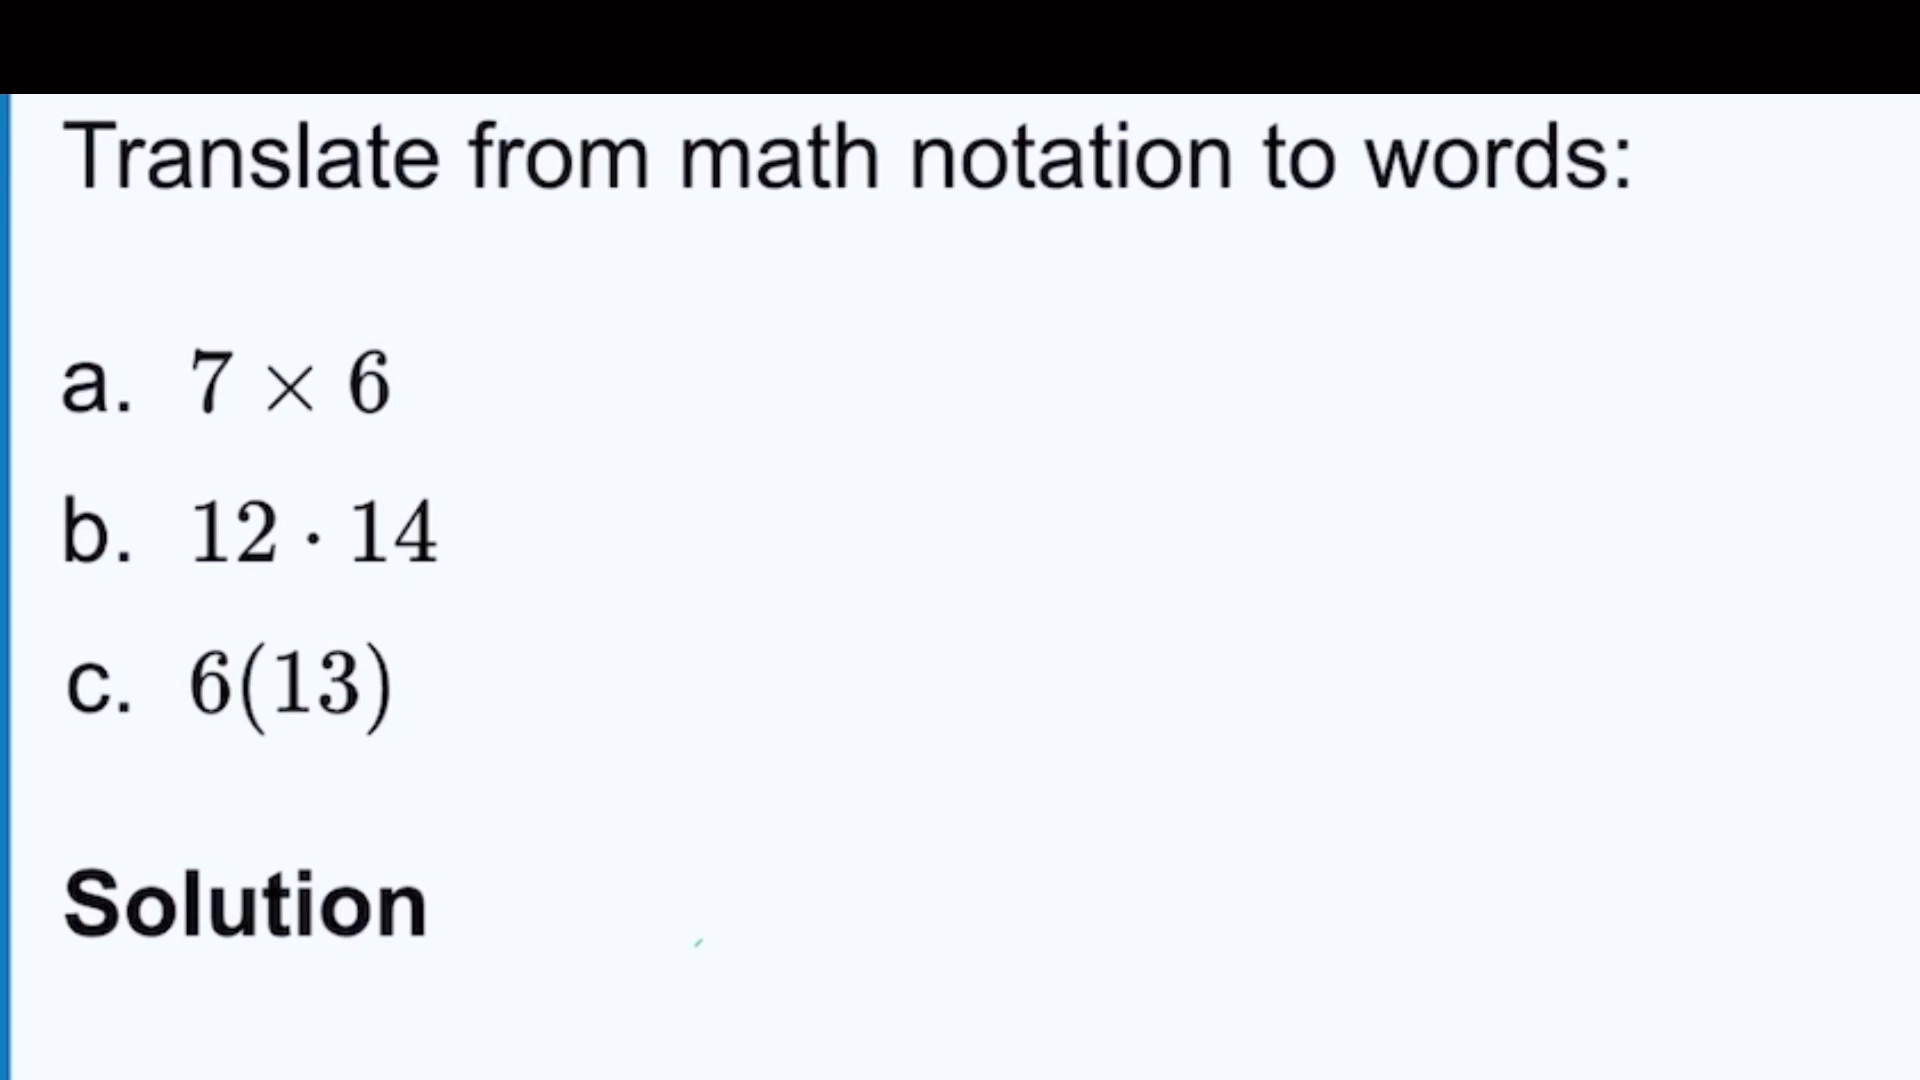 Translate from math notation to words:
a. 7 × 6
b. 12 · 14
c. 6(13)
Solution